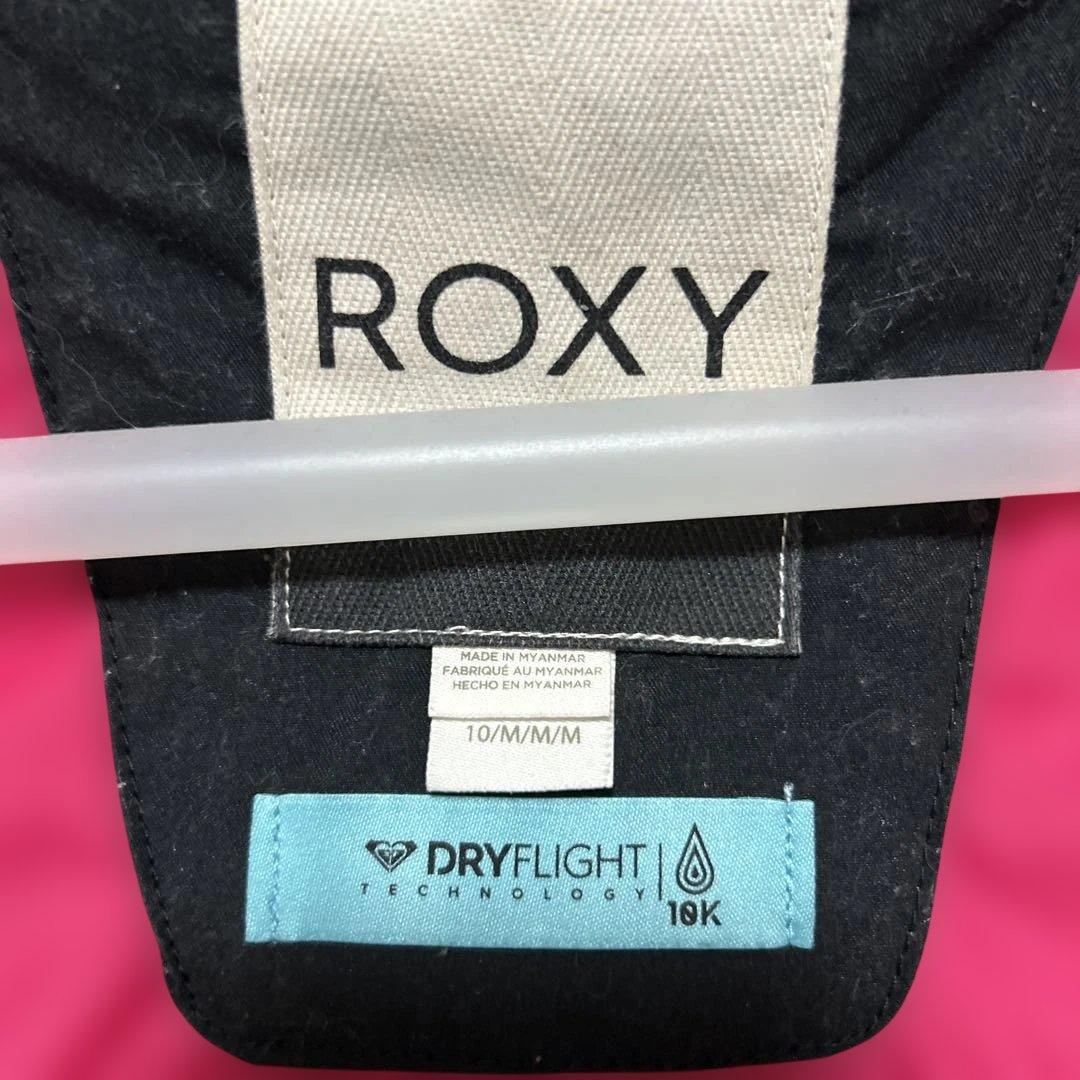 ROXY
MADE IN MYANMAR
FABRIQUÉ AU MYANMAR
HECHO EN MYANMAR
10/M/M/M
DRYFLIGHT
TECHNOLOGY
10K